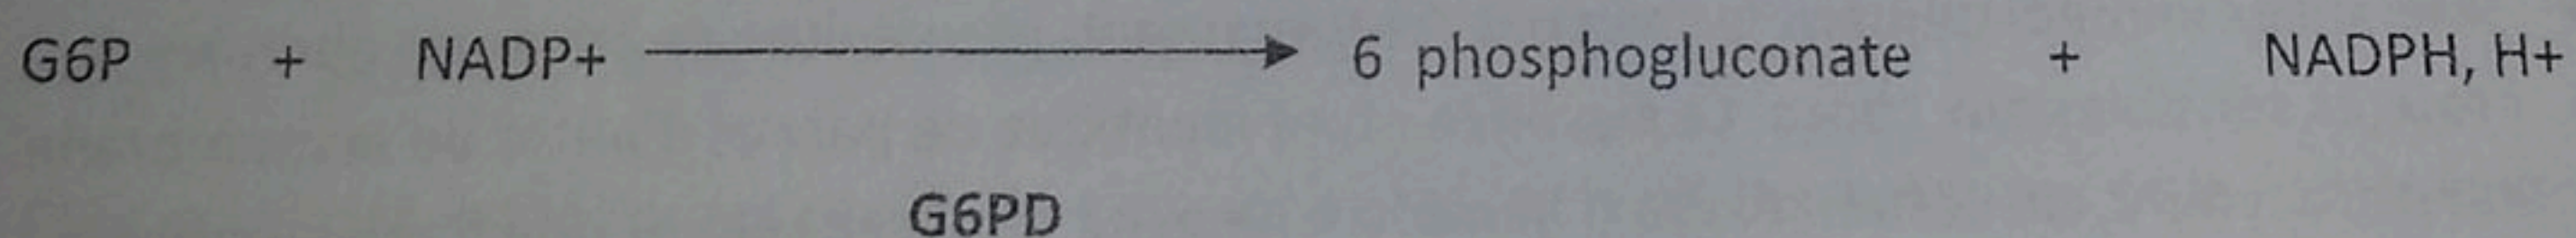 G6P + NADP+ → 6 phosphogluconate + NADPH, H+
G6PD